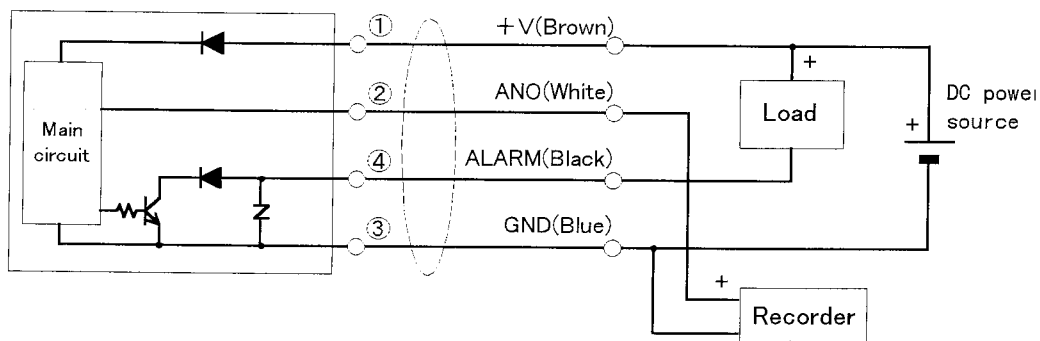 ① +V(Brown)
② ANO(White)
④ ALARM(Black)
③ GND(Blue)
Main
circuit
+
Load
+
DC power
source
+
Recorder